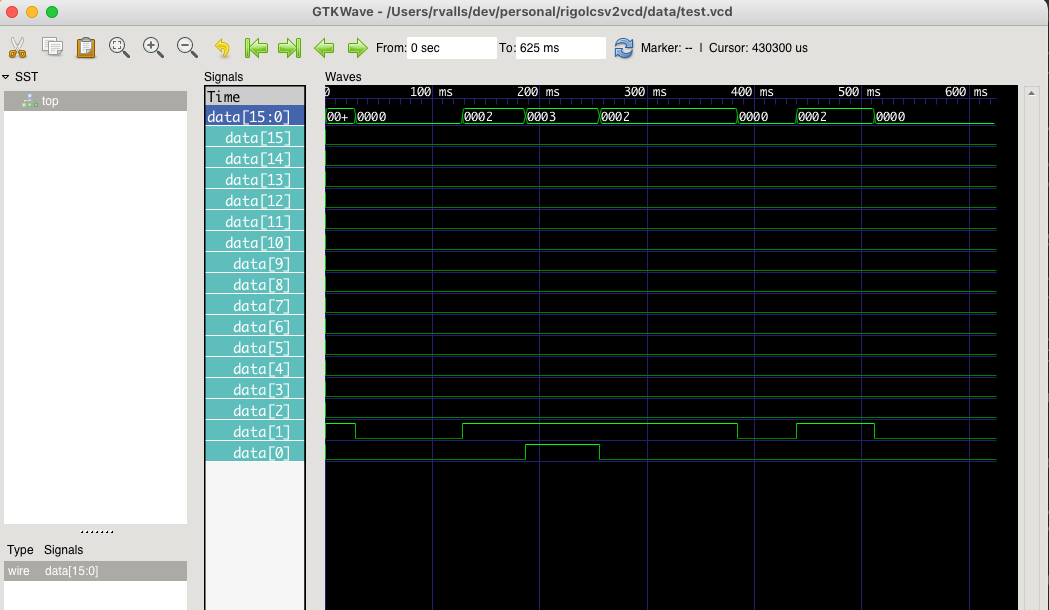 GTKWave - /Users/rvalls/dev/personal/rigolcsv2vcd/data/test.vcd
From: 0 sec To: 625 ms Marker: -- | Cursor: 430300 us
SST
Signals
Waves
top
Time
0 100 ms 200 ms 300 ms 400 ms 500 ms 600 ms
data[15:0] 00+ 0000 0002 0003 0002 0000 0002 0000
data[15]
data[14]
data[13]
data[12]
data[11]
data[10]
data[9]
data[8]
data[7]
data[6]
data[5]
data[4]
data[3]
data[2]
data[1]
data[0]
Type Signals
wire data[15:0]